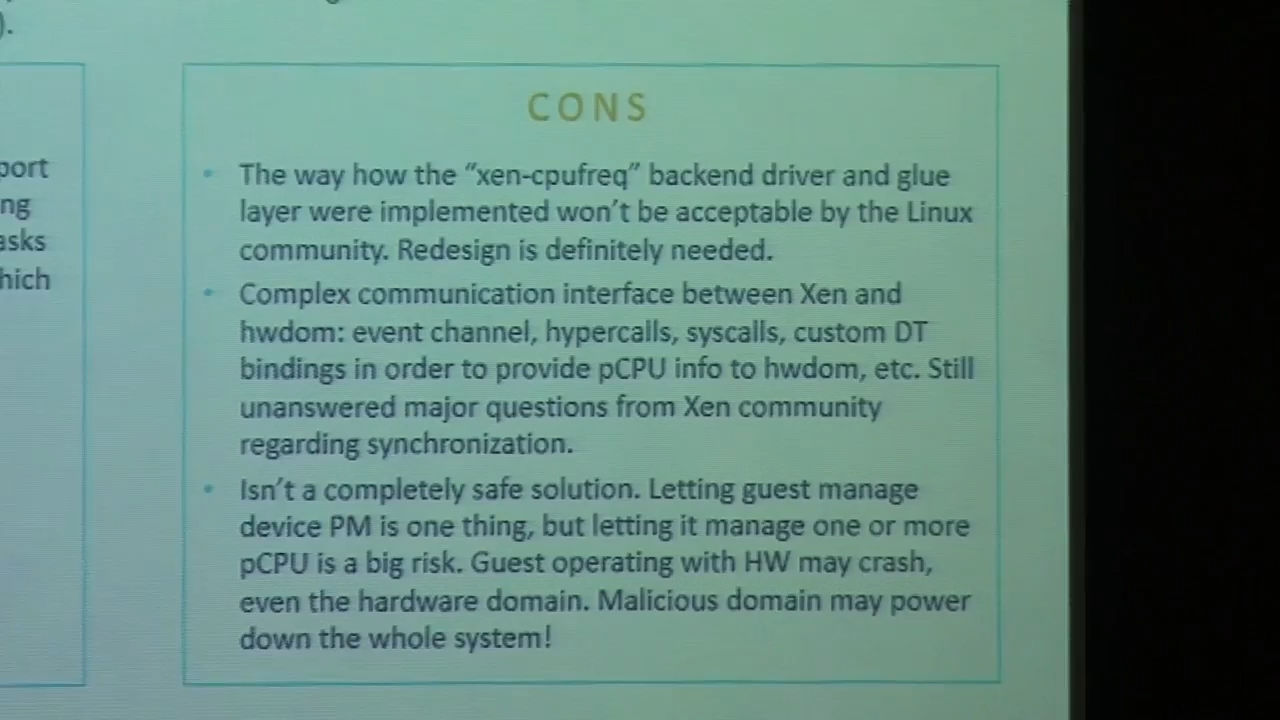 ).
port
ng
asks
hich
CONS
The way how the “xen-cpufreq” backend driver and glue
layer were implemented won’t be acceptable by the Linux
community. Redesign is definitely needed.
Complex communication interface between Xen and
hwdom: event channel, hypercalls, syscalls, custom DT
bindings in order to provide pCPU info to hwdom, etc. Still
unanswered major questions from Xen community
regarding synchronization.
Isn’t a completely safe solution. Letting guest manage
device PM is one thing, but letting it manage one or more
pCPU is a big risk. Guest operating with HW may crash,
even the hardware domain. Malicious domain may power
down the whole system!